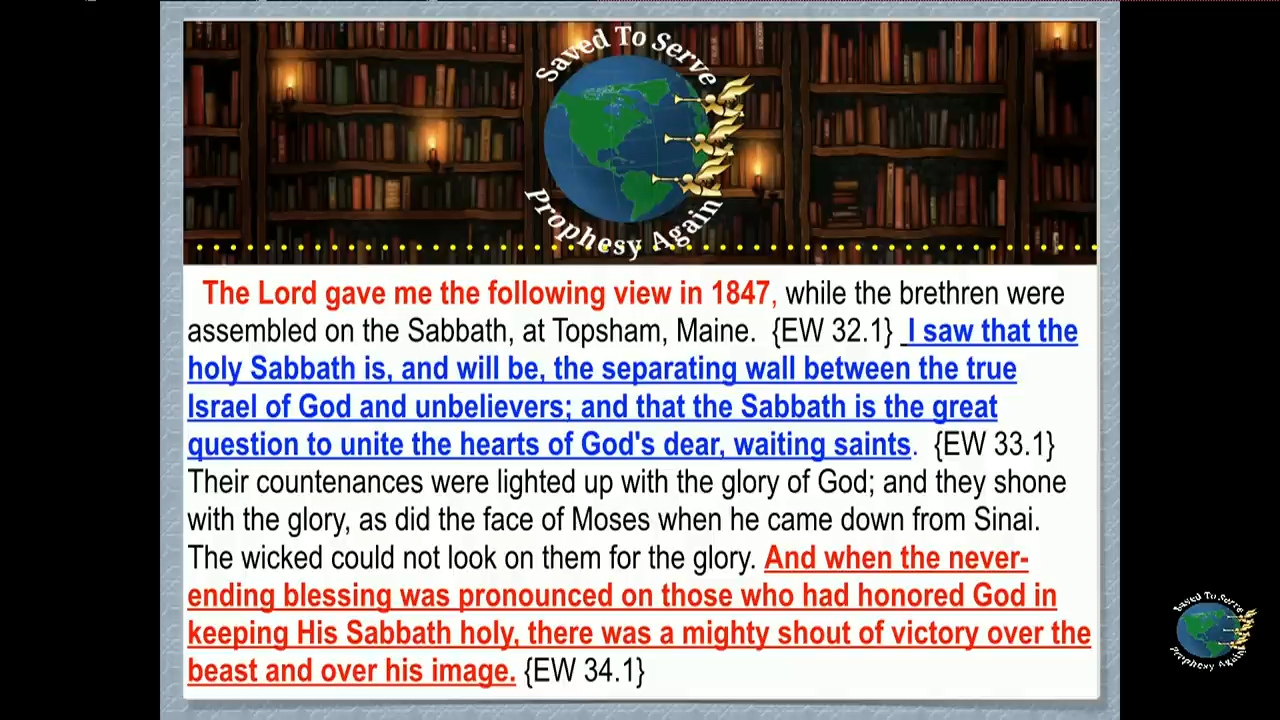 Saved To Serve
Prophesy Again
The Lord gave me the following view in 1847, while the brethren were
assembled on the Sabbath, at Topsham, Maine. {EW 32.1} I saw that the
holy Sabbath is, and will be, the separating wall between the true
Israel of God and unbelievers; and that the Sabbath is the great
question to unite the hearts of God's dear, waiting saints. {EW 33.1}
Their countenances were lighted up with the glory of God; and they shone
with the glory, as did the face of Moses when he came down from Sinai.
The wicked could not look on them for the glory. And when the never-
ending blessing was pronounced on those who had honored God in
keeping His Sabbath holy, there was a mighty shout of victory over the
beast and over his image. {EW 34.1}
Saved To Serve
Prophesy Again